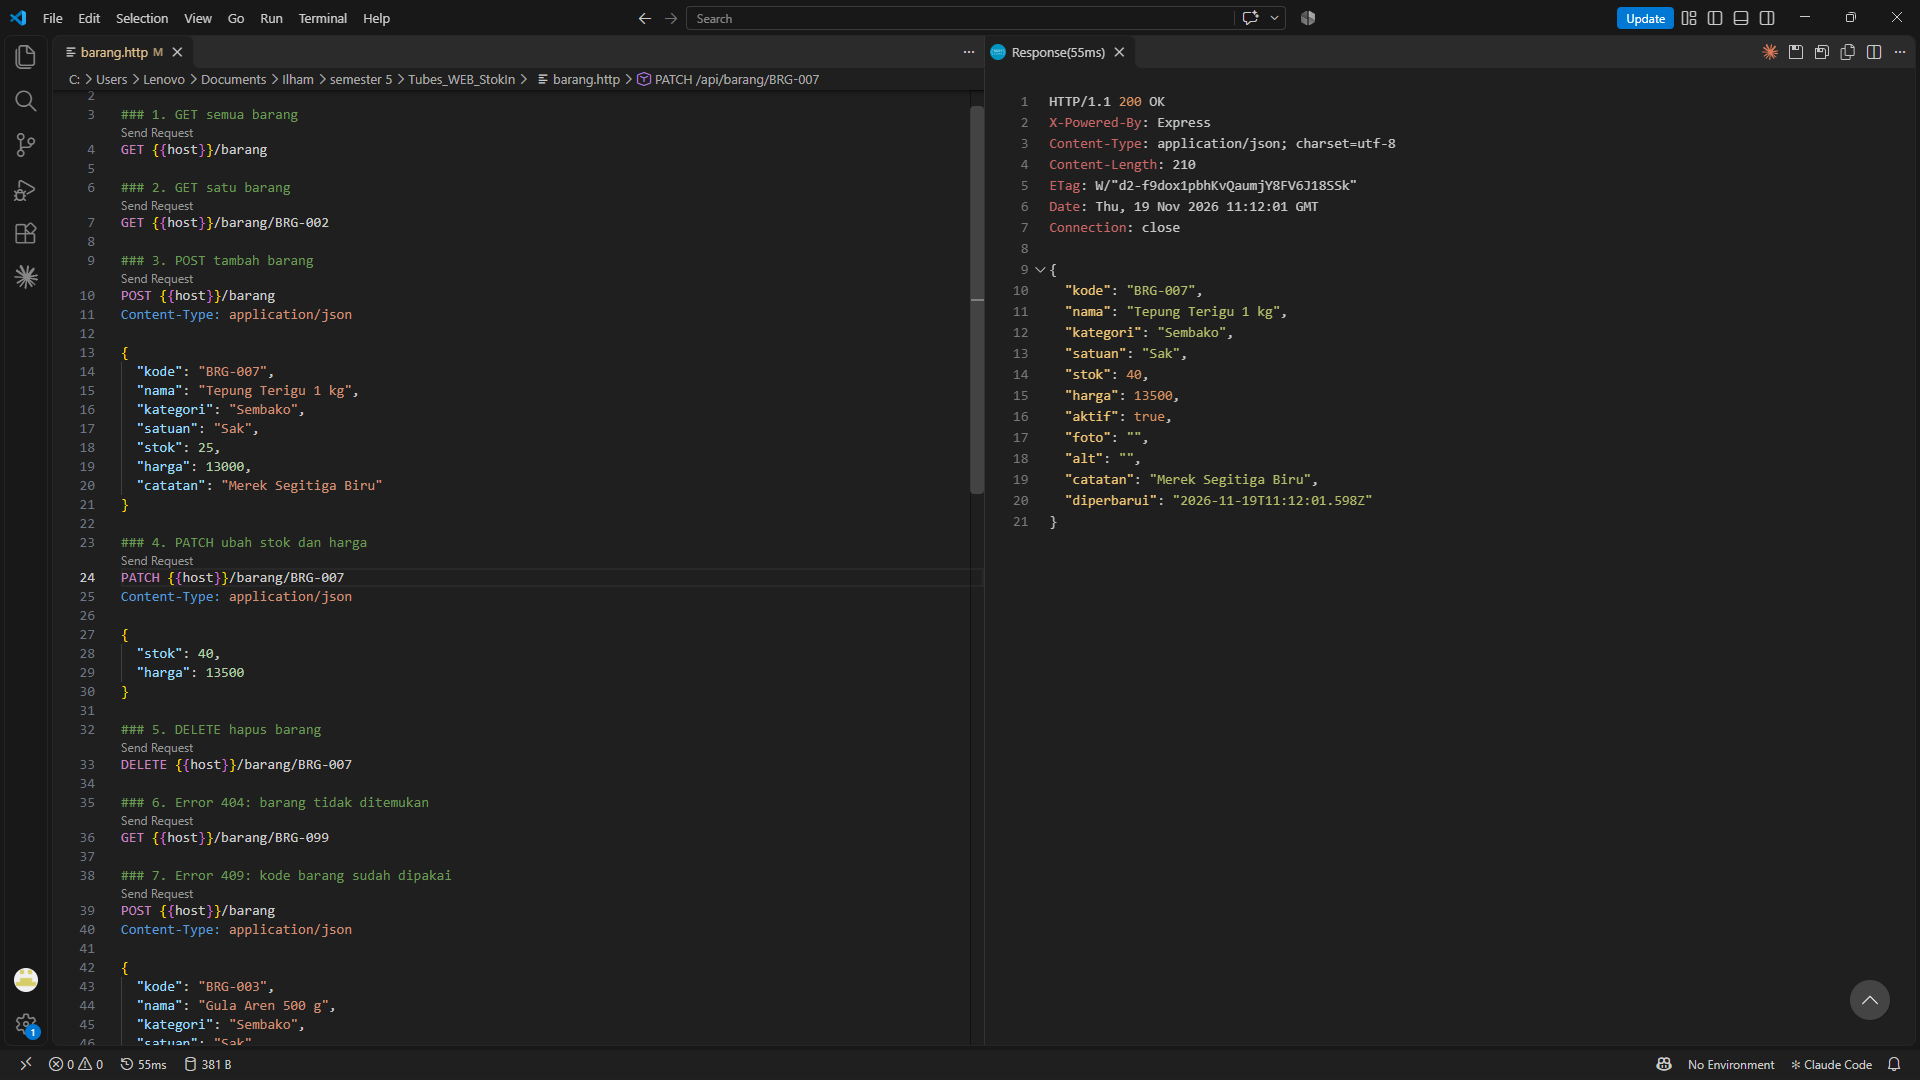 File Edit Selection View Go Run Terminal Help
Search
Update
barang.http M
Response(55ms)
C: > Users > Lenovo > Documents > Ilham > semester 5 > Tubes_WEB_StokIn > barang.http > PATCH /api/barang/BRG-007
2
3 ### 1. GET semua barang
Send Request
4 GET {{host}}/barang
5
6 ### 2. GET satu barang
Send Request
7 GET {{host}}/barang/BRG-002
8
9 ### 3. POST tambah barang
Send Request
10 POST {{host}}/barang
11 Content-Type: application/json
12
13 {
14 "kode": "BRG-007",
15 "nama": "Tepung Terigu 1 kg",
16 "kategori": "Sembako",
17 "satuan": "Sak",
18 "stok": 25,
19 "harga": 13000,
20 "catatan": "Merek Segitiga Biru"
21 }
22
23 ### 4. PATCH ubah stok dan harga
Send Request
24 PATCH {{host}}/barang/BRG-007
25 Content-Type: application/json
26
27 {
28 "stok": 40,
29 "harga": 13500
30 }
31
32 ### 5. DELETE hapus barang
Send Request
33 DELETE {{host}}/barang/BRG-007
34
35 ### 6. Error 404: barang tidak ditemukan
Send Request
36 GET {{host}}/barang/BRG-099
37
38 ### 7. Error 409: kode barang sudah dipakai
Send Request
39 POST {{host}}/barang
40 Content-Type: application/json
41
42 {
43 "kode": "BRG-003",
44 "nama": "Gula Aren 500 g",
45 "kategori": "Sembako",
46 "satuan": "Sak"
1 HTTP/1.1 200 OK
2 X-Powered-By: Express
3 Content-Type: application/json; charset=utf-8
4 Content-Length: 210
5 ETag: W/"d2-f9dox1pbhKvQaumjY8FV6J18SSk"
6 Date: Thu, 19 Nov 2026 11:12:01 GMT
7 Connection: close
8
9 {
10 "kode": "BRG-007",
11 "nama": "Tepung Terigu 1 kg",
12 "kategori": "Sembako",
13 "satuan": "Sak",
14 "stok": 40,
15 "harga": 13500,
16 "aktif": true,
17 "foto": "",
18 "alt": "",
19 "catatan": "Merek Segitiga Biru",
20 "diperbarui": "2026-11-19T11:12:01.598Z"
21 }
1
0 0 55ms 381 B
No Environment Claude Code